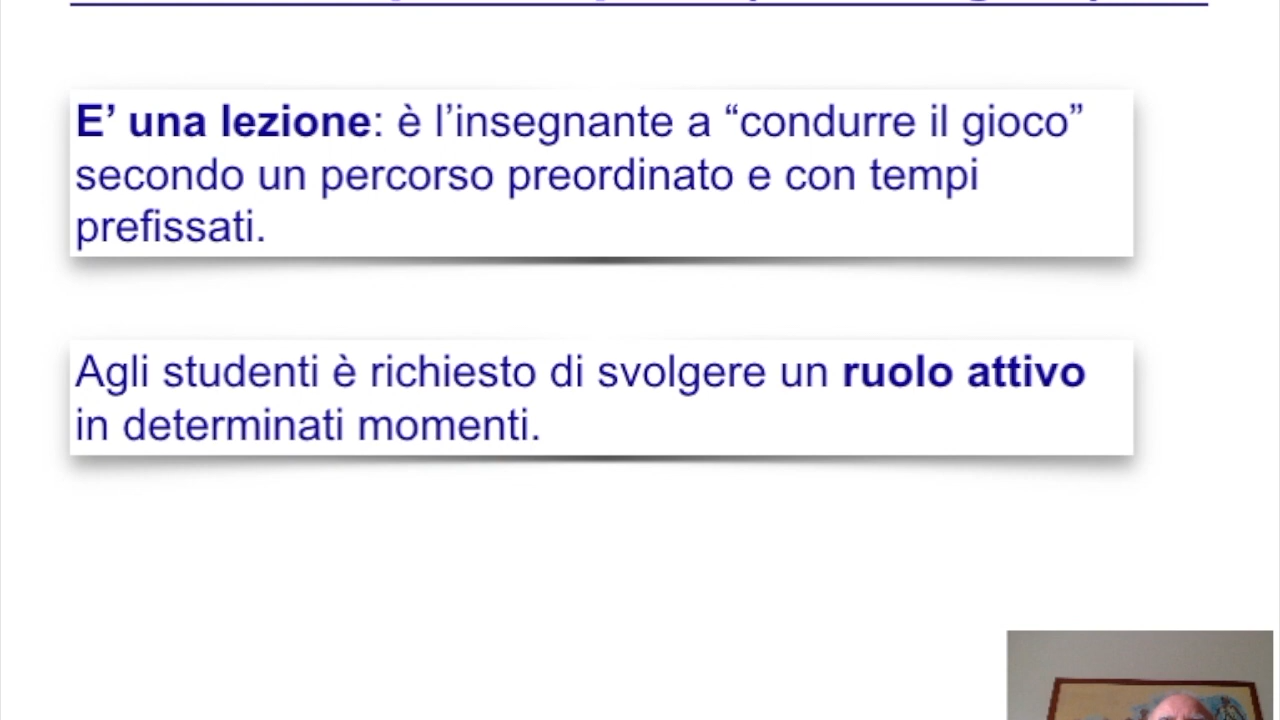 E’ una lezione: è l’insegnante a “condurre il gioco”
secondo un percorso preordinato e con tempi
prefissati.
Agli studenti è richiesto di svolgere un ruolo attivo
in determinati momenti.